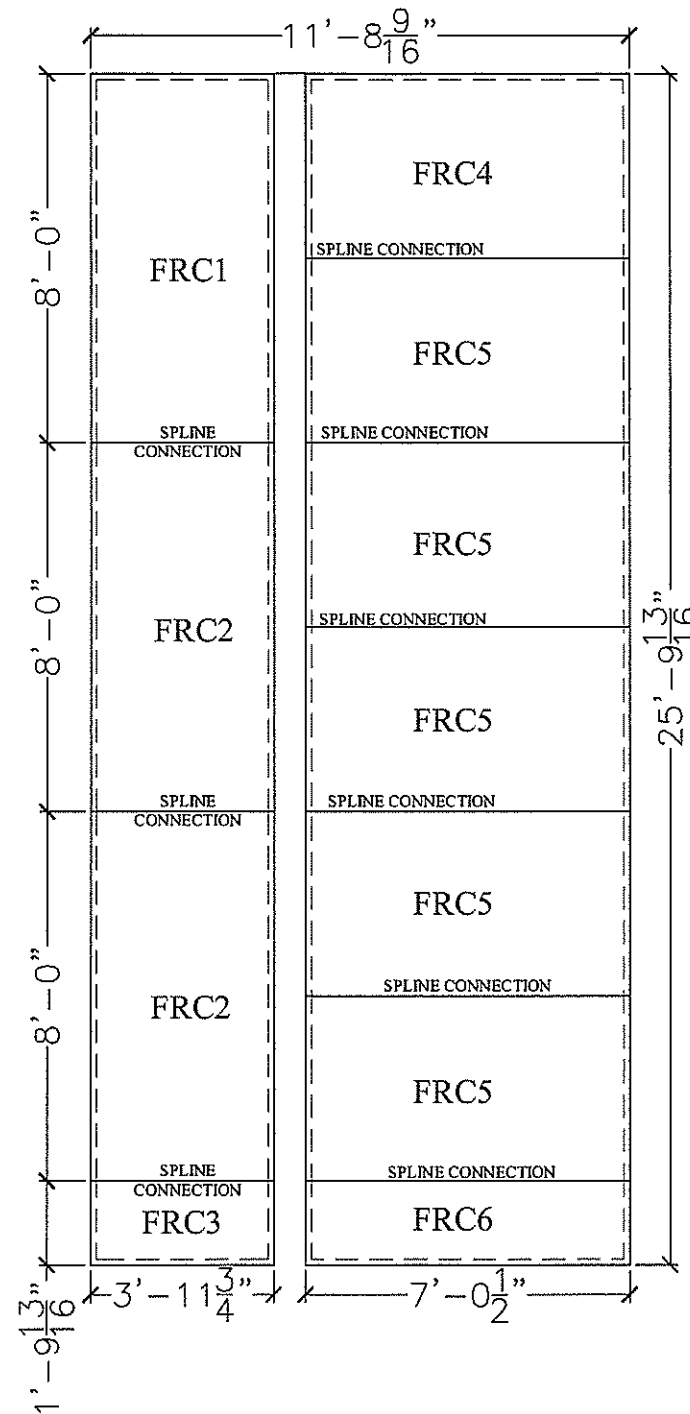 11'-8 9/16"
FRC1
FRC4
8'-0"
SPLINE CONNECTION
FRC5
SPLINE
CONNECTION
SPLINE CONNECTION
FRC5
8'-0"
FRC2
SPLINE CONNECTION
25'-9 13/16"
FRC5
SPLINE
CONNECTION
SPLINE CONNECTION
FRC5
8'-0"
FRC2
SPLINE CONNECTION
FRC5
SPLINE
CONNECTION
SPLINE CONNECTION
FRC3
FRC6
1'-9 13/16"
3'-11 3/4"
7'-0 1/2"